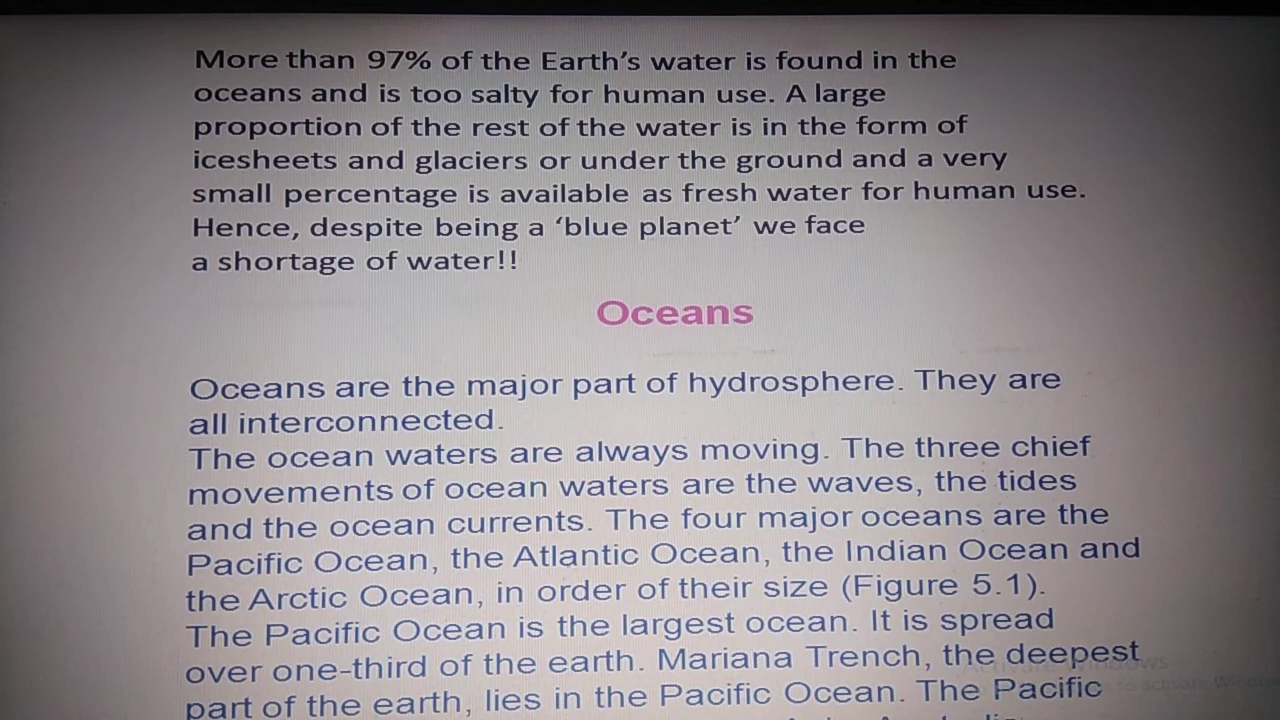 More than 97% of the Earth's water is found in the
oceans and is too salty for human use. A large
proportion of the rest of the water is in the form of
icesheets and glaciers or under the ground and a very
small percentage is available as fresh water for human use.
Hence, despite being a ‘blue planet’ we face
a shortage of water!!
Oceans
Oceans are the major part of hydrosphere. They are
all interconnected.
The ocean waters are always moving. The three chief
movements of ocean waters are the waves, the tides
and the ocean currents. The four major oceans are the
Pacific Ocean, the Atlantic Ocean, the Indian Ocean and
the Arctic Ocean, in order of their size (Figure 5.1).
The Pacific Ocean is the largest ocean. It is spread
over one-third of the earth. Mariana Trench, the deepest
part of the earth, lies in the Pacific Ocean. The Pacific
Activate Windows
to activate Windows